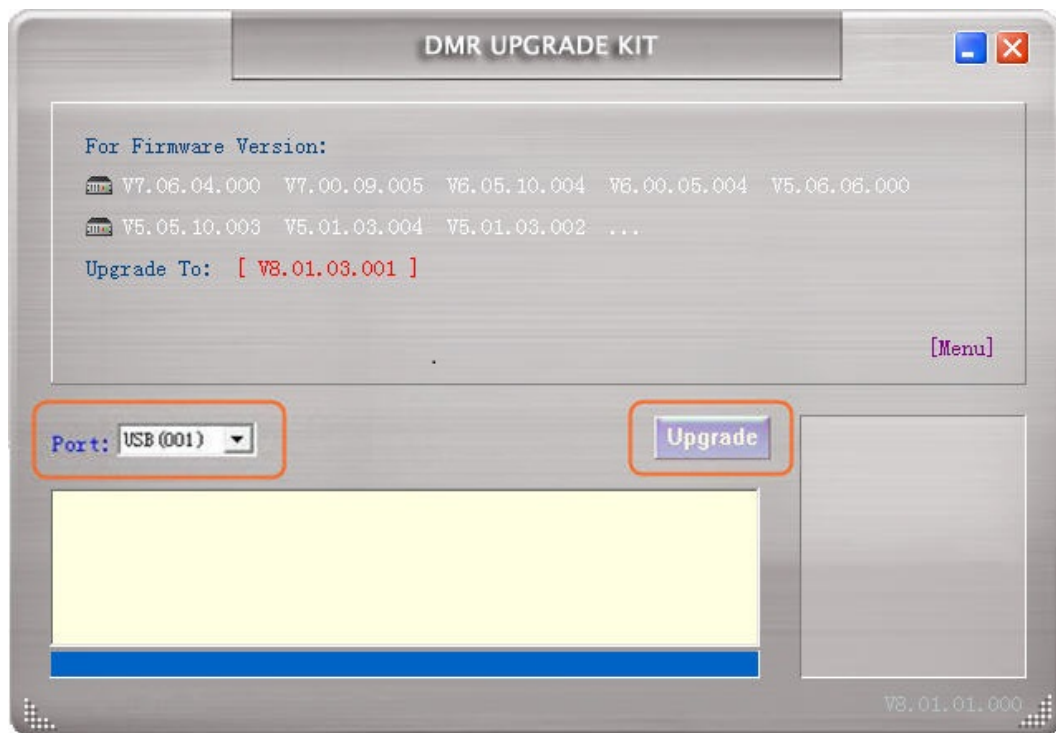 DMR UPGRADE KIT
For Firmware Version:
V7.06.04.000 V7.00.09.005 V6.05.10.004 V6.00.05.004 V5.06.06.000
V5.05.10.003 V5.01.03.004 V5.01.03.002 ...
Upgrade To: [ V8.01.03.001 ]
[Menu]
Port: USB(001)
Upgrade
V8.01.01.000